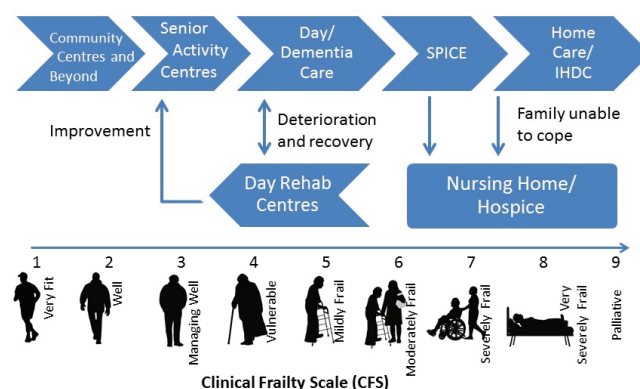 Community
Centres and
Beyond
Senior
Activity
Centres
Day/
Dementia
Care
SPICE
Home
Care/
IHDC
Improvement
Deterioration
and recovery
Family unable
to cope
Day Rehab
Centres
Nursing Home/
Hospice
1 2 3 4 5 6 7 8 9
Very Fit
Well
Managing Well
Vulnerable
Mildly Frail
Moderately Frail
Severely Frail
Very
Severely Frail
Palliative
Clinical Frailty Scale (CFS)